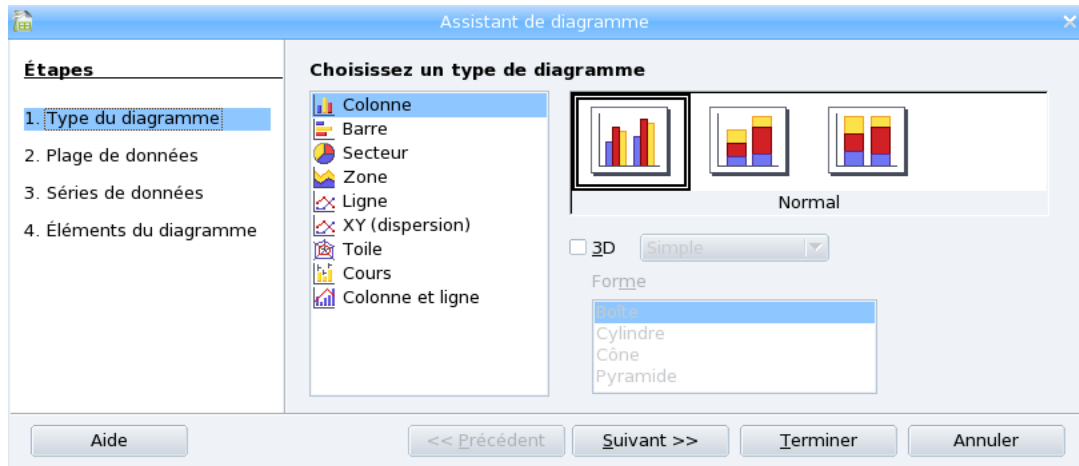 Assistant de diagramme
Étapes
1. Type du diagramme
2. Plage de données
3. Séries de données
4. Éléments du diagramme
Choisissez un type de diagramme
Colonne
Barre
Secteur
Zone
Ligne
XY (dispersion)
Toile
Cours
Colonne et ligne
Normal
3D
Simple
Forme
Boîte
Cylindre
Cône
Pyramide
Aide
<< Précédent
Suivant >>
Terminer
Annuler